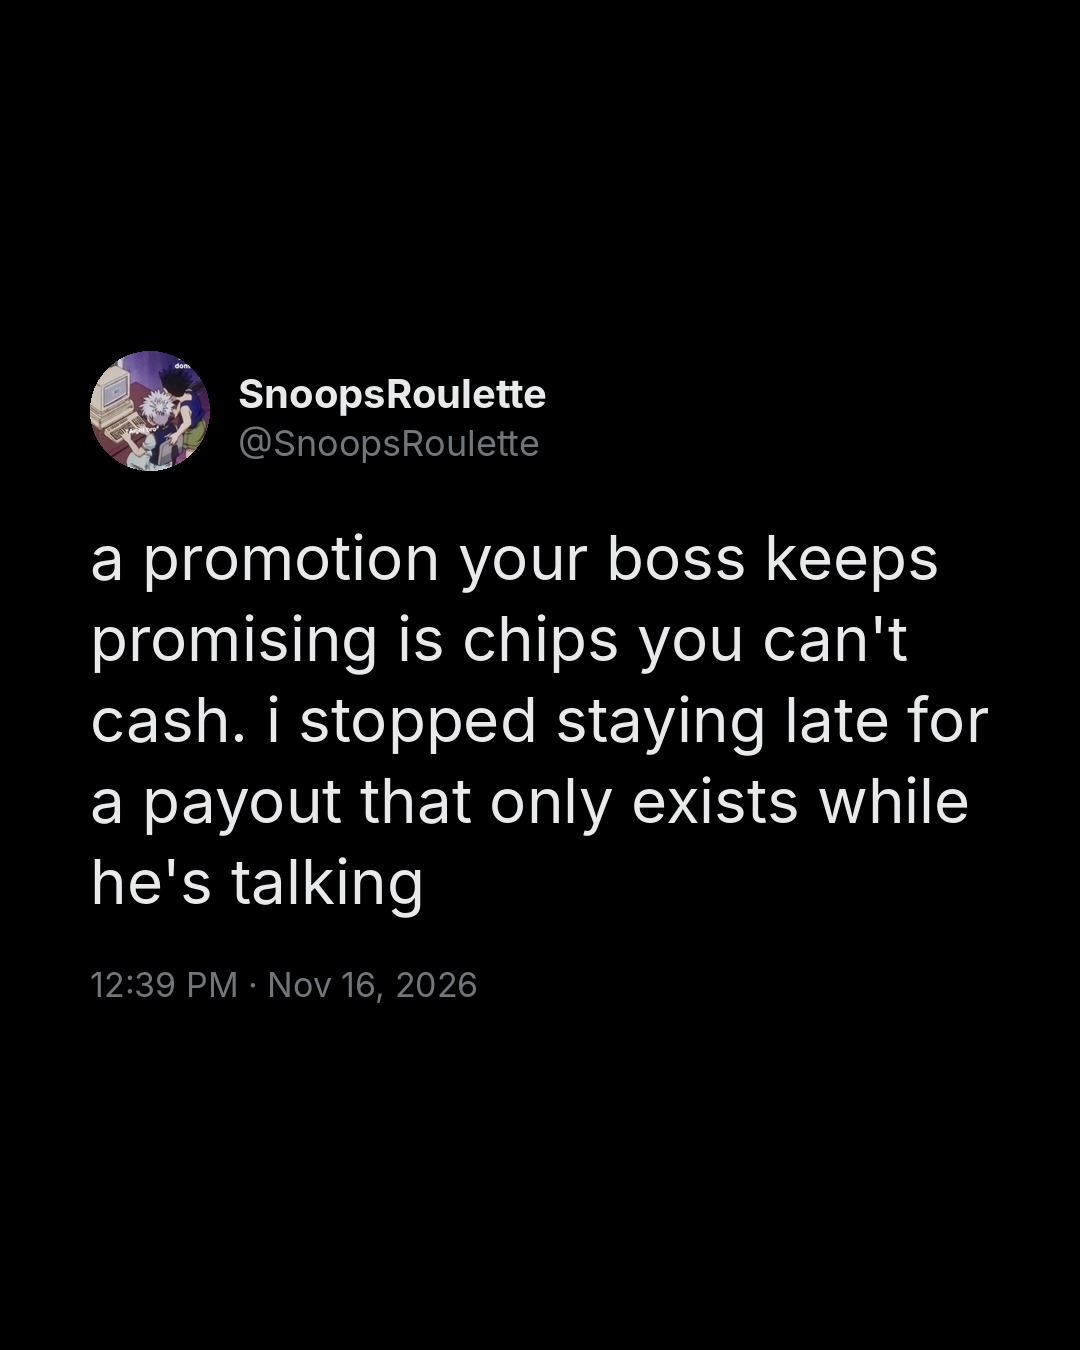 SnoopsRoulette
@SnoopsRoulette
a promotion your boss keeps
promising is chips you can't
cash. i stopped staying late for
a payout that only exists while
he's talking
12:39 PM · Nov 16, 2026